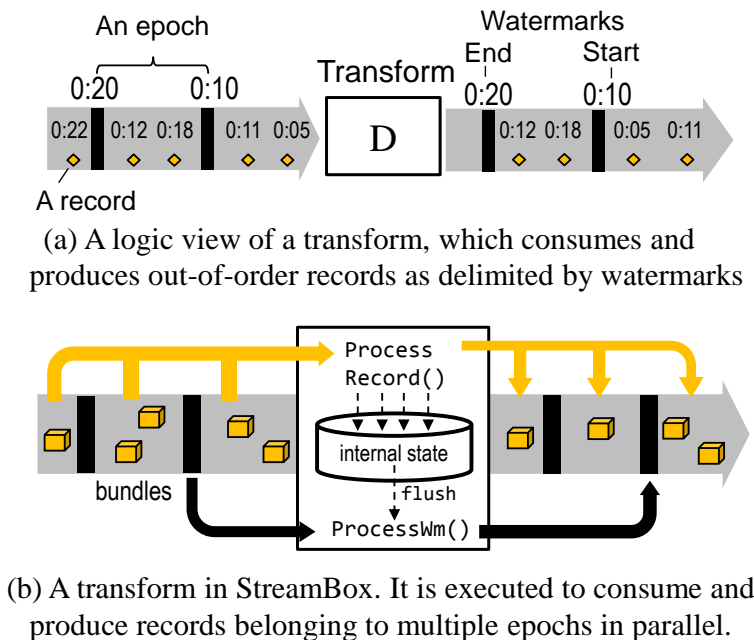 An epoch
0:20 0:10
0:22 0:12 0:18 0:11 0:05
A record
Transform
D
Watermarks
End Start
0:20 0:10
0:12 0:18 0:05 0:11
(a) A logic view of a transform, which consumes and
produces out-of-order records as delimited by watermarks
Process
Record()
internal state
flush
ProcessWm()
bundles
(b) A transform in StreamBox. It is executed to consume and
produce records belonging to multiple epochs in parallel.